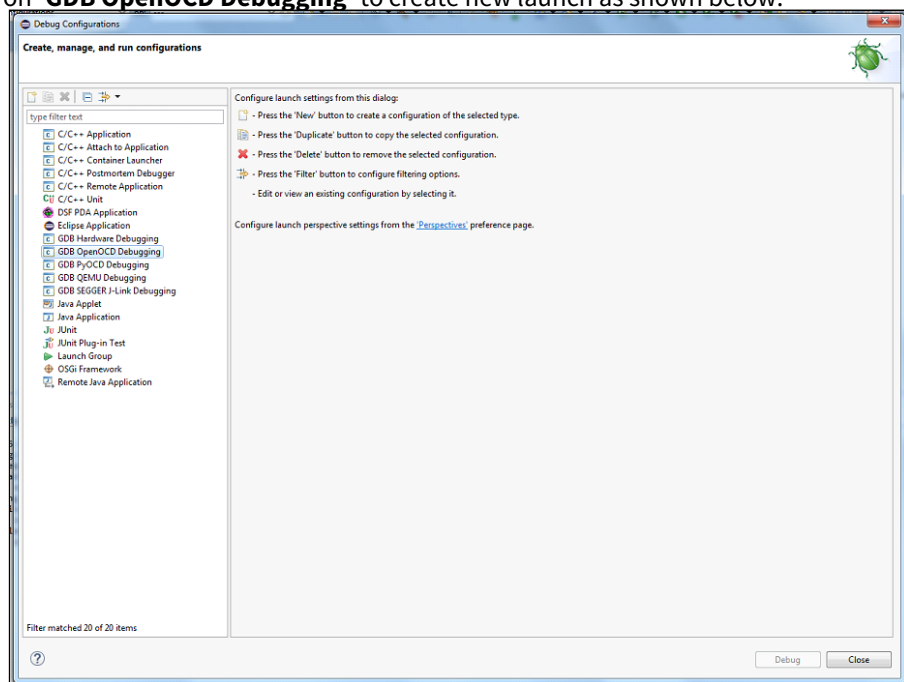 on "GDB OpenOCD Debugging" to create new launch as shown below.
Debug Configurations
Create, manage, and run configurations
type filter text
C/C++ Application
C/C++ Attach to Application
C/C++ Container Launcher
C/C++ Postmortem Debugger
C/C++ Remote Application
C/C++ Unit
DSF PDA Application
Eclipse Application
GDB Hardware Debugging
GDB OpenOCD Debugging
GDB PyOCD Debugging
GDB QEMU Debugging
GDB SEGGER J-Link Debugging
Java Applet
Java Application
JUnit
JUnit Plug-in Test
Launch Group
OSGi Framework
Remote Java Application
Filter matched 20 of 20 items
Configure launch settings from this dialog:
- Press the 'New' button to create a configuration of the selected type.
- Press the 'Duplicate' button to copy the selected configuration.
- Press the 'Delete' button to remove the selected configuration.
- Press the 'Filter' button to configure filtering options.
- Edit or view an existing configuration by selecting it.
Configure launch perspective settings from the 'Perspectives' preference page.
Debug
Close